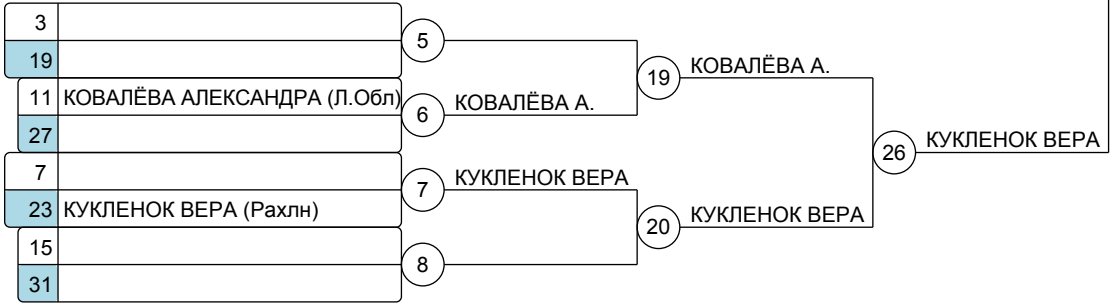 3
5
19
19 КОВАЛЁВА А.
11 КОВАЛЁВА АЛЕКСАНДРА (Л.Обл)
6 КОВАЛЁВА А.
27
26 КУКЛЕНОК ВЕРА
7
7 КУКЛЕНОК ВЕРА
23 КУКЛЕНОК ВЕРА (Рахлн)
20 КУКЛЕНОК ВЕРА
15
8
31